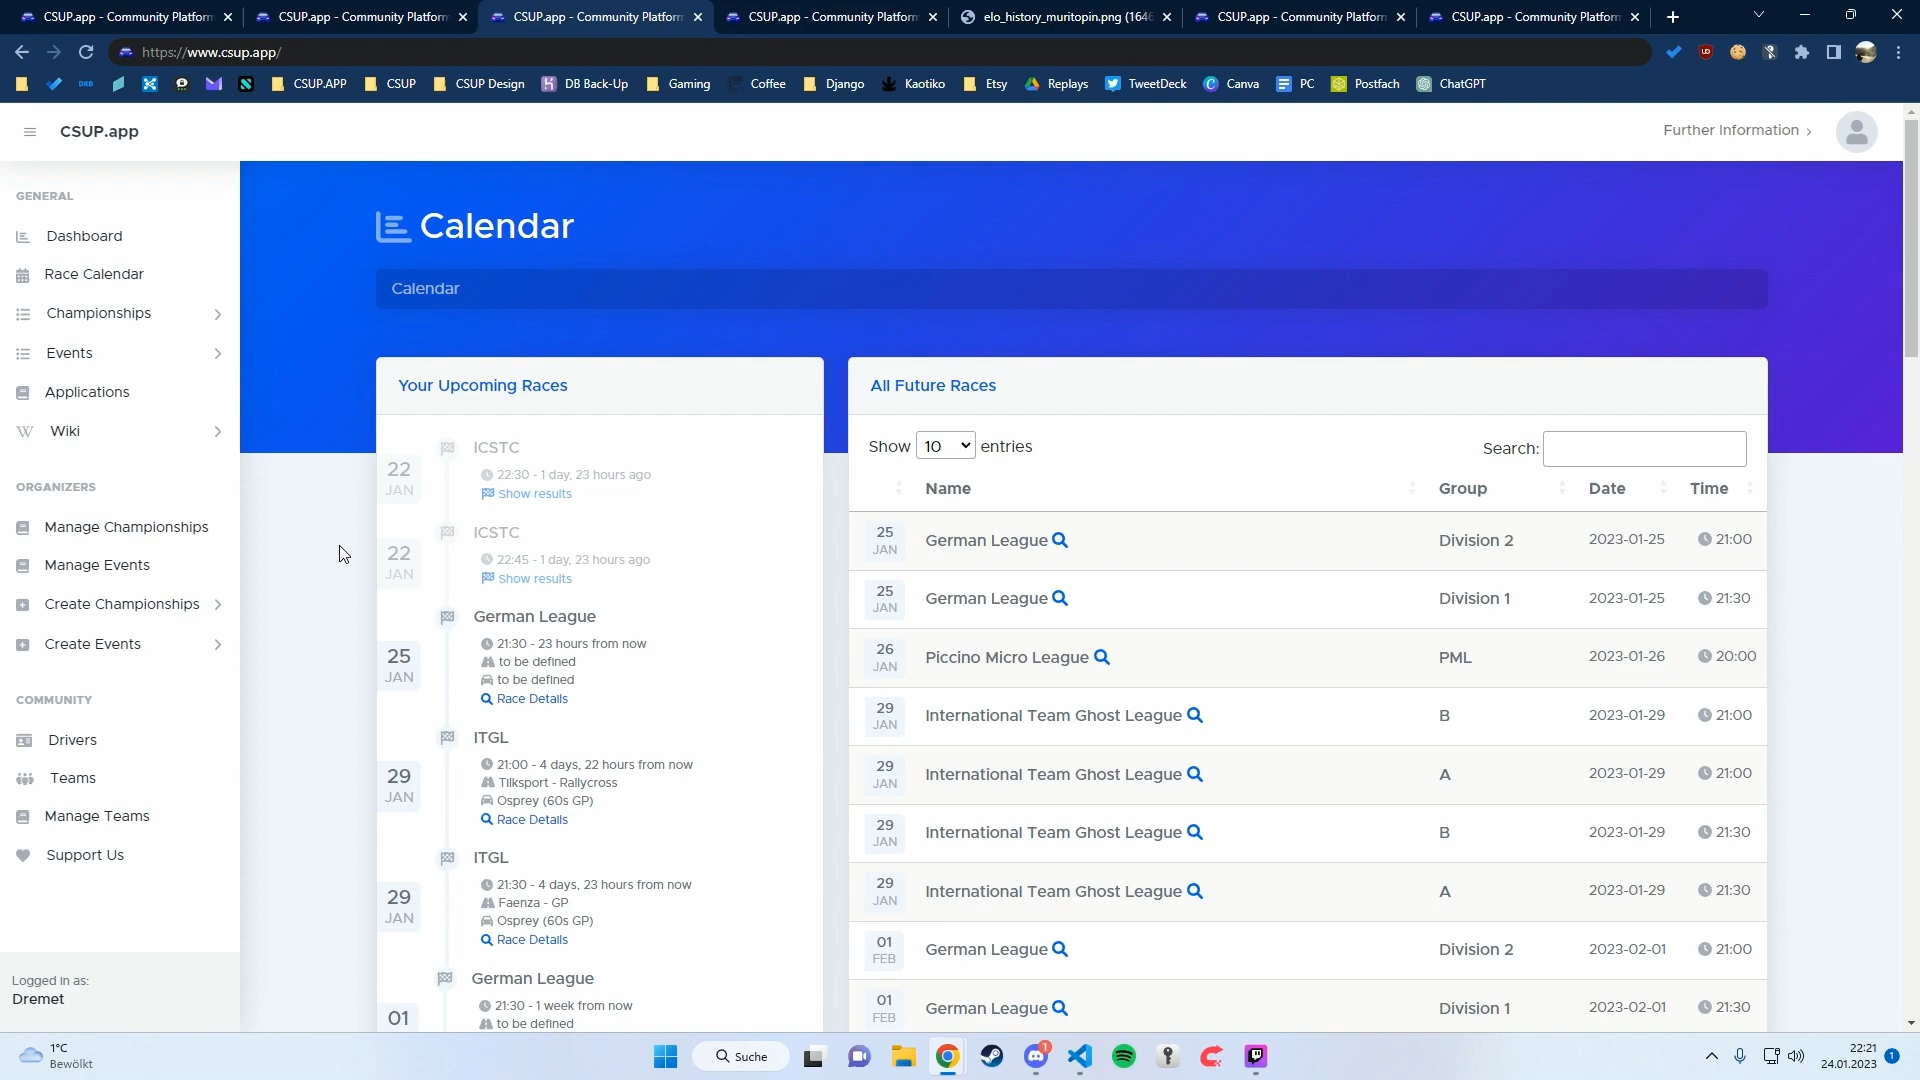 CSUP.app - Community Platform
CSUP.app - Community Platform
CSUP.app - Community Platform
CSUP.app - Community Platform
elo_history_muritopin.png (1646
CSUP.app - Community Platform
CSUP.app - Community Platform
https://www.csup.app/
DKB
CSUP.APP
CSUP
CSUP Design
DB Back-Up
Gaming
Coffee
Django
Kaotiko
Etsy
Replays
TweetDeck
Canva
PC
Postfach
ChatGPT
CSUP.app
Further Information
GENERAL
Dashboard
Race Calendar
Championships
Events
Applications
Wiki
ORGANIZERS
Manage Championships
Manage Events
Create Championships
Create Events
COMMUNITY
Drivers
Teams
Manage Teams
Support Us
Logged in as:
Dremet
Calendar
Calendar
Your Upcoming Races
22 JAN
ICSTC
22:30 - 1 day, 23 hours ago
Show results
22 JAN
ICSTC
22:45 - 1 day, 23 hours ago
Show results
25 JAN
German League
21:30 - 23 hours from now
to be defined
to be defined
Race Details
29 JAN
ITGL
21:00 - 4 days, 22 hours from now
Tilksport - Rallycross
Osprey (60s GP)
Race Details
29 JAN
ITGL
21:30 - 4 days, 23 hours from now
Faenza - GP
Osprey (60s GP)
Race Details
01
German League
21:30 - 1 week from now
to be defined
All Future Races
Show 10 entries
Search:
Name Group Date Time
25 JAN German League Division 2 2023-01-25 21:00
25 JAN German League Division 1 2023-01-25 21:30
26 JAN Piccino Micro League PML 2023-01-26 20:00
29 JAN International Team Ghost League B 2023-01-29 21:00
29 JAN International Team Ghost League A 2023-01-29 21:00
29 JAN International Team Ghost League B 2023-01-29 21:30
29 JAN International Team Ghost League A 2023-01-29 21:30
01 FEB German League Division 2 2023-02-01 21:00
01 FEB German League Division 1 2023-02-01 21:30
1°C
Bewölkt
Suche
1
22:21
24.01.2023
1